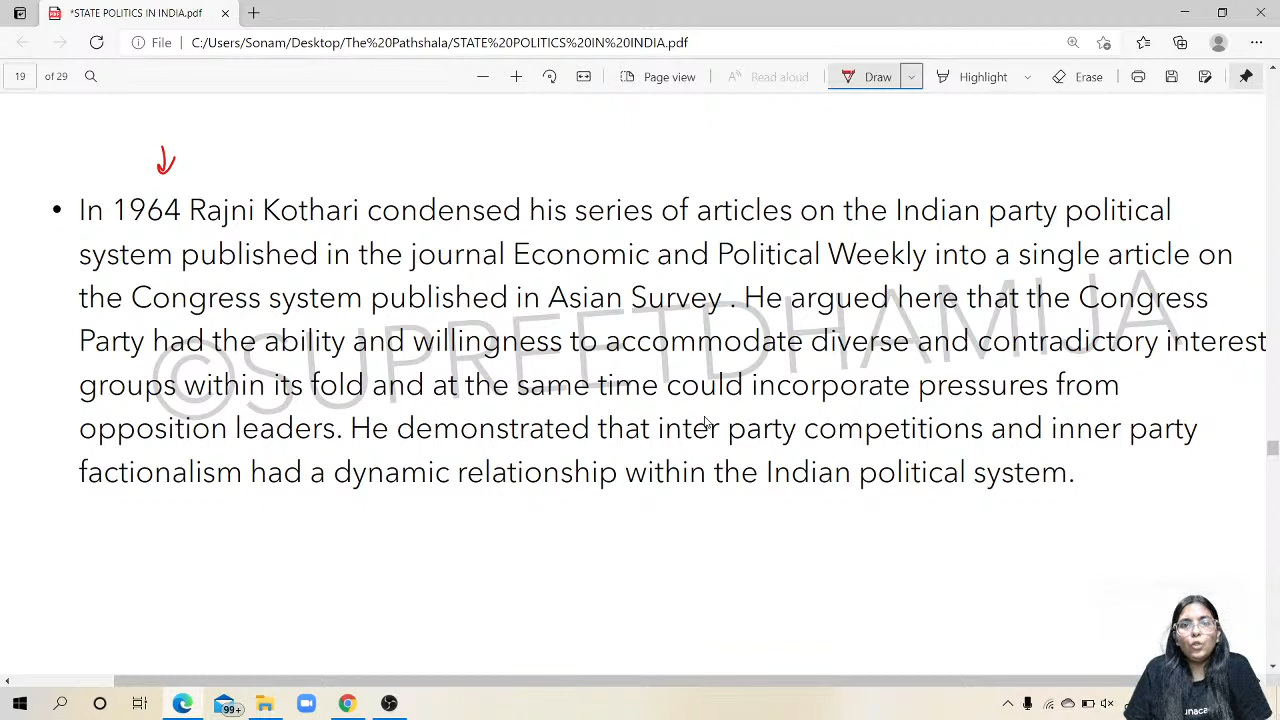 *STATE POLITICS IN INDIA.pdf
File C:/Users/Sonam/Desktop/The%20Pathshala/STATE%20POLITICS%20IN%20INDIA.pdf
19 of 29 Page view Read aloud Draw Highlight Erase
• In 1964 Rajni Kothari condensed his series of articles on the Indian party political
system published in the journal Economic and Political Weekly into a single article on
the Congress system published in Asian Survey . He argued here that the Congress
Party had the ability and willingness to accommodate diverse and contradictory interest
groups within its fold and at the same time could incorporate pressures from
opposition leaders. He demonstrated that inter party competitions and inner party
factionalism had a dynamic relationship within the Indian political system.
©SUPREETDHAMIJA
99+